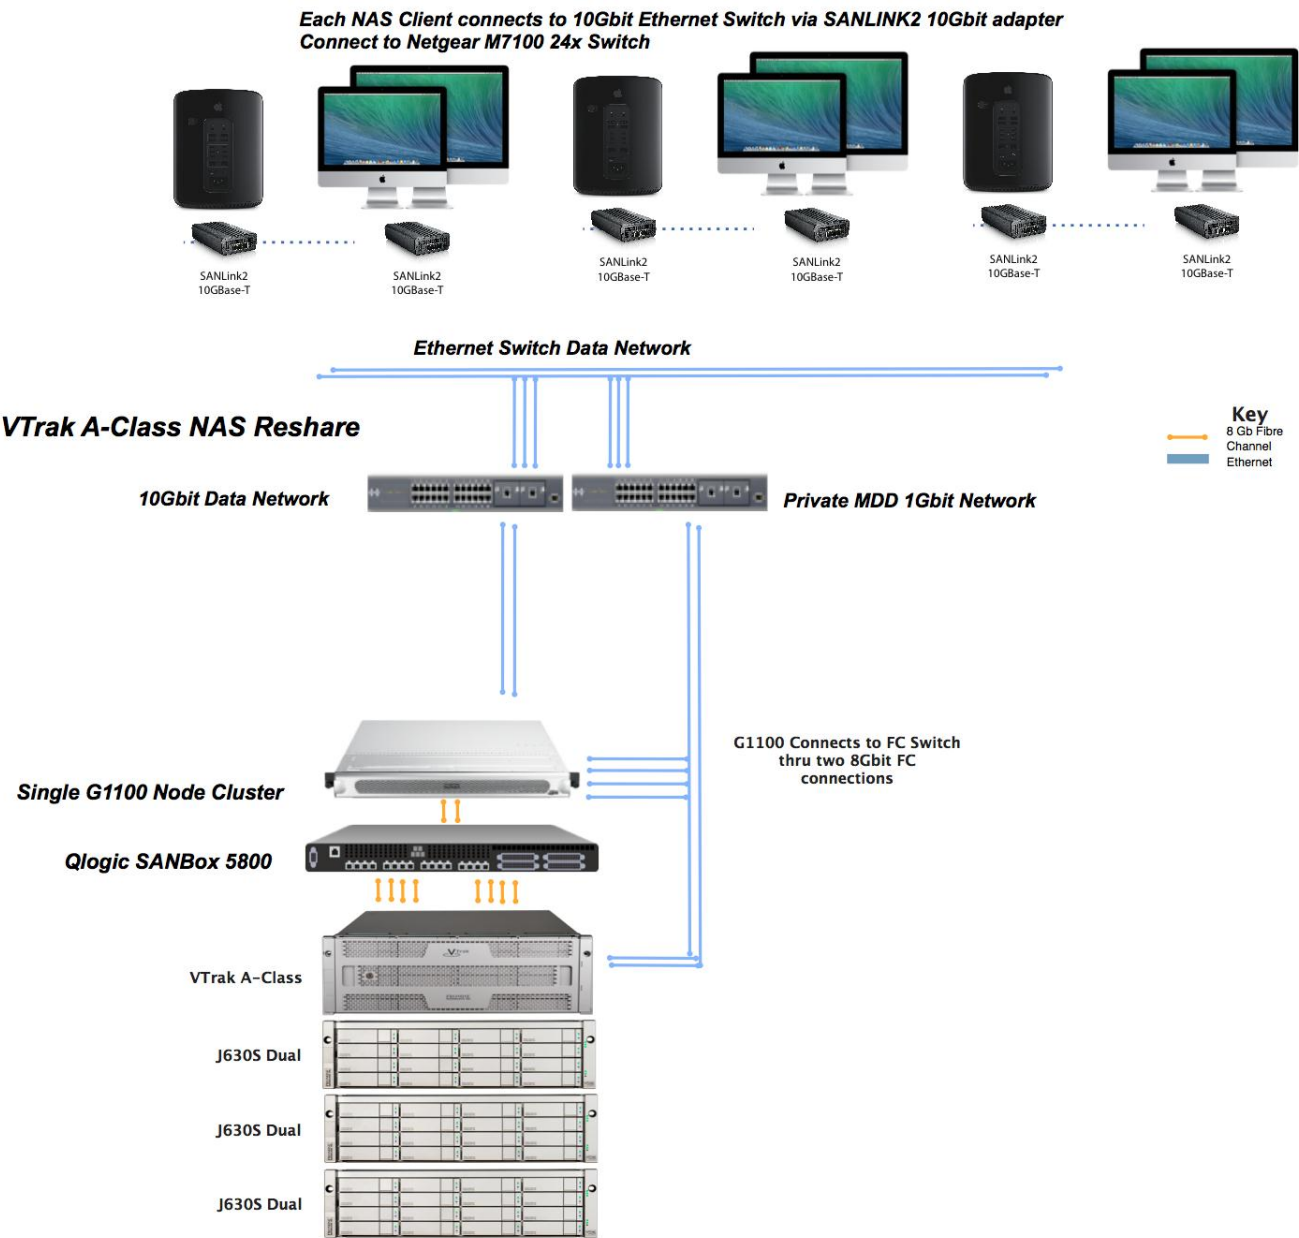 Each NAS Client connects to 10Gbit Ethernet Switch via SANLINK2 10Gbit adapter
Connect to Netgear M7100 24x Switch
SANLink2
10GBase-T
SANLink2
10GBase-T
SANLink2
10GBase-T
SANLink2
10GBase-T
SANLink2
10GBase-T
SANLink2
10GBase-T
Ethernet Switch Data Network
VTrak A-Class NAS Reshare
Key
8 Gb Fibre
Channel
Ethernet
10Gbit Data Network
Private MDD 1Gbit Network
G1100 Connects to FC Switch
thru two 8Gbit FC
connections
Single G1100 Node Cluster
Qlogic SANBox 5800
VTrak
VTrak A-Class
J630S Dual
J630S Dual
J630S Dual